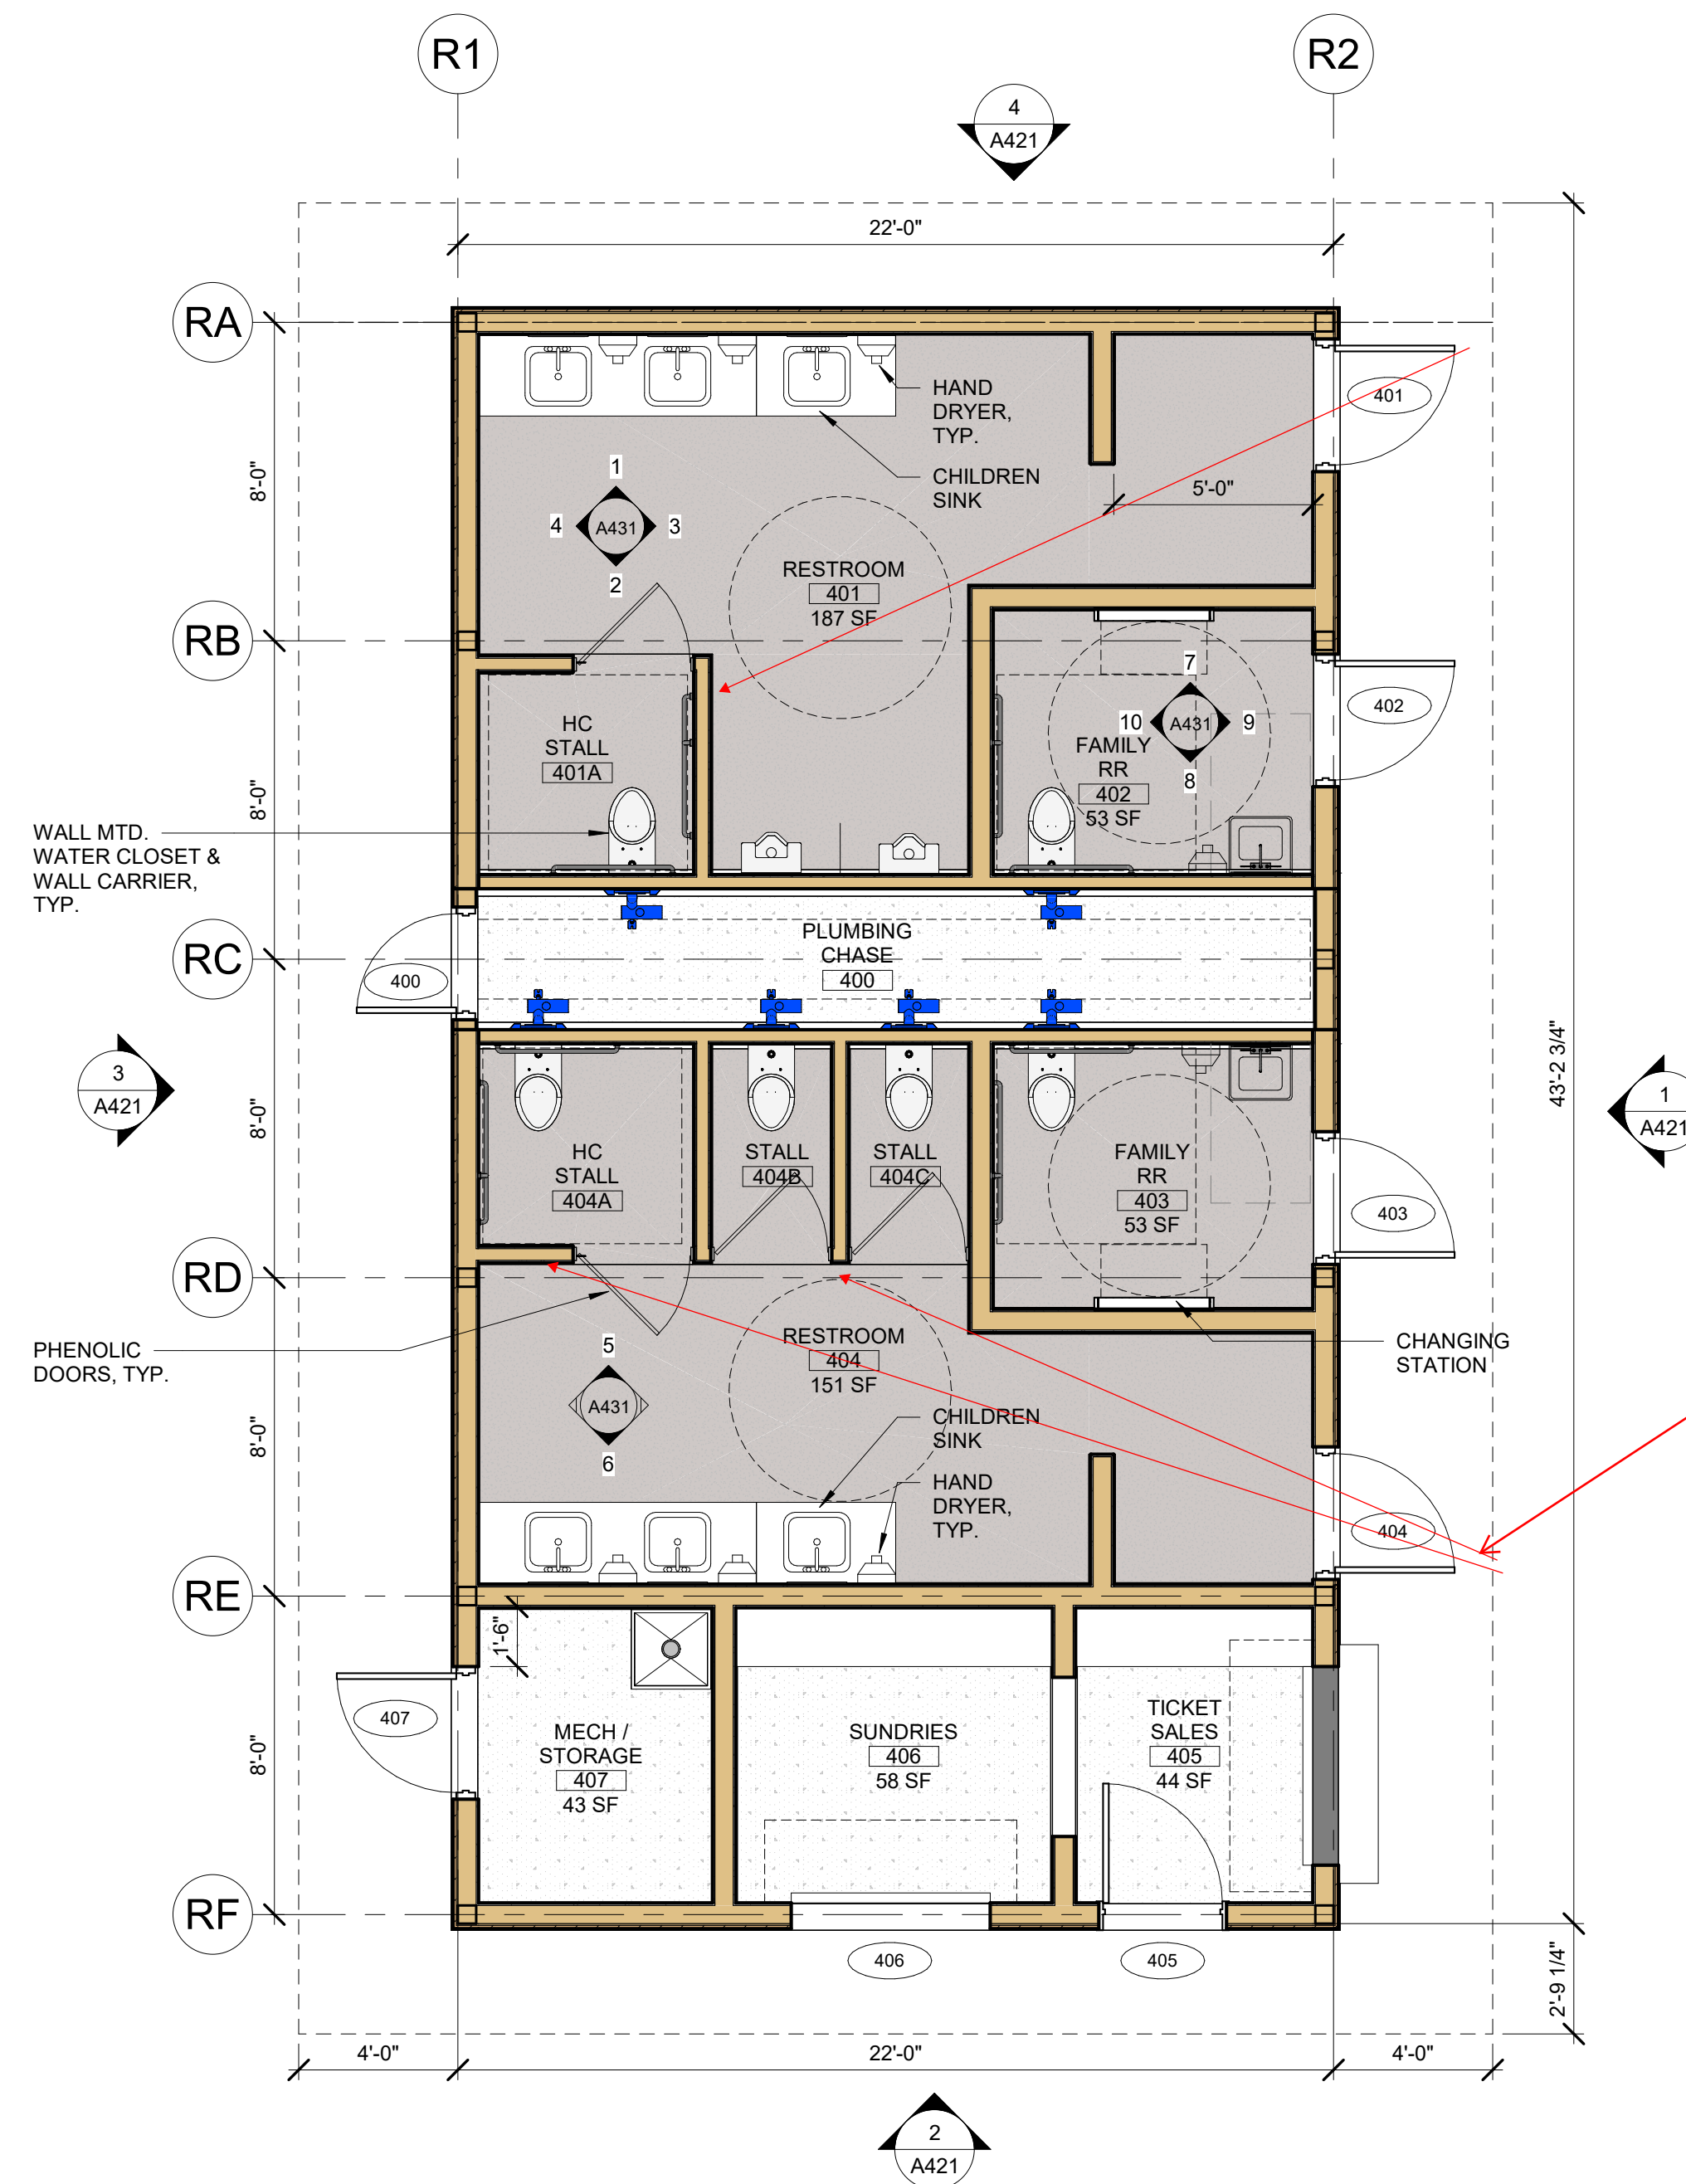 R1
R2
4
A421
22'-0"
RA
HAND
DRYER,
TYP.
401
CHILDREN
SINK
8'-0"
5'-0"
1
4
A431
3
2
RESTROOM
401
187 SF
RB
7
10
A431
9
8
402
HC
STALL
401A
FAMILY
RR
402
53 SF
8'-0"
WALL MTD.
WATER CLOSET &
WALL CARRIER,
TYP.
PLUMBING
CHASE
400
RC
400
3
A421
43'-2 3/4"
1
A421
8'-0"
HC
STALL
404A
STALL
404B
STALL
404C
FAMILY
RR
403
53 SF
403
RD
PHENOLIC
DOORS, TYP.
5
A431
6
RESTROOM
404
151 SF
CHANGING
STATION
8'-0"
CHILDREN
SINK
HAND
DRYER,
TYP.
404
RE
1'-6"
407
8'-0"
MECH /
STORAGE
407
43 SF
SUNDRIES
406
58 SF
TICKET
SALES
405
44 SF
RF
406
405
2'-9 1/4"
4'-0"
22'-0"
4'-0"
2
A421